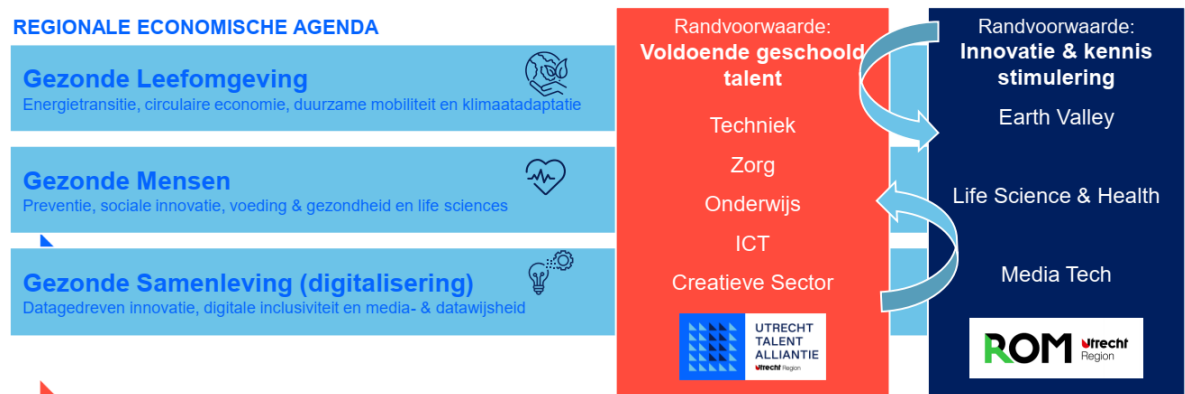 REGIONALE ECONOMISCHE AGENDA
Gezonde Leefomgeving
Energietransitie, circulaire economie, duurzame mobiliteit en klimaatadaptatie
Gezonde Mensen
Preventie, sociale innovatie, voeding & gezondheid en life sciences
Gezonde Samenleving (digitalisering)
Datagedreven innovatie, digitale inclusiviteit en media- & datawijsheid
Randvoorwaarde:
Voldoende geschoold
talent
Techniek
Zorg
Onderwijs
ICT
Creatieve Sector
UTRECHT
TALENT
ALLIANTIE
Utrecht Region
Randvoorwaarde:
Innovatie & kennis
stimulering
Earth Valley
Life Science & Health
Media Tech
ROM Utrecht
Region